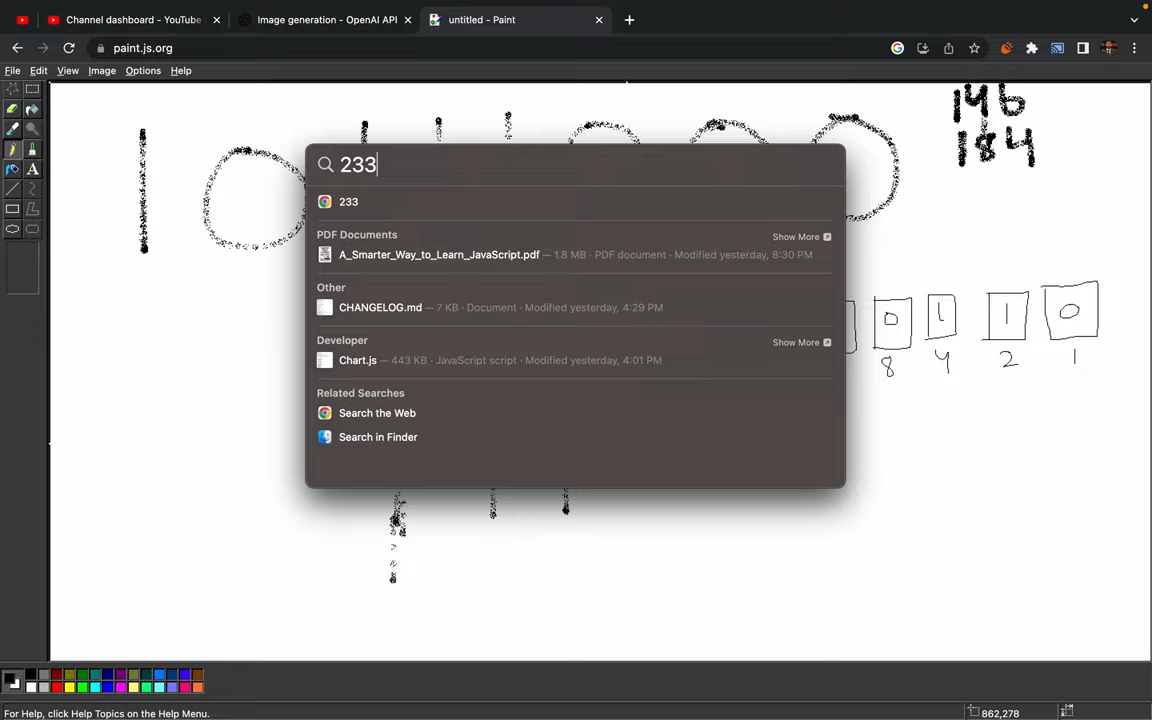 Channel dashboard - YouTube
Image generation - OpenAI API
untitled - Paint
paint.js.org
File Edit View Image Options Help
146
184
233
233
PDF Documents Show More
A_Smarter_Way_to_Learn_JavaScript.pdf — 1.8 MB · PDF document · Modified yesterday, 8:30 PM
Other
CHANGELOG.md — 7 KB · Document · Modified yesterday, 4:29 PM
Developer Show More
Chart.js — 443 KB · JavaScript script · Modified yesterday, 4:01 PM
Related Searches
Search the Web
Search in Finder
0 1 1 0
8 4 2 1
For Help, click Help Topics on the Help Menu. 862,278